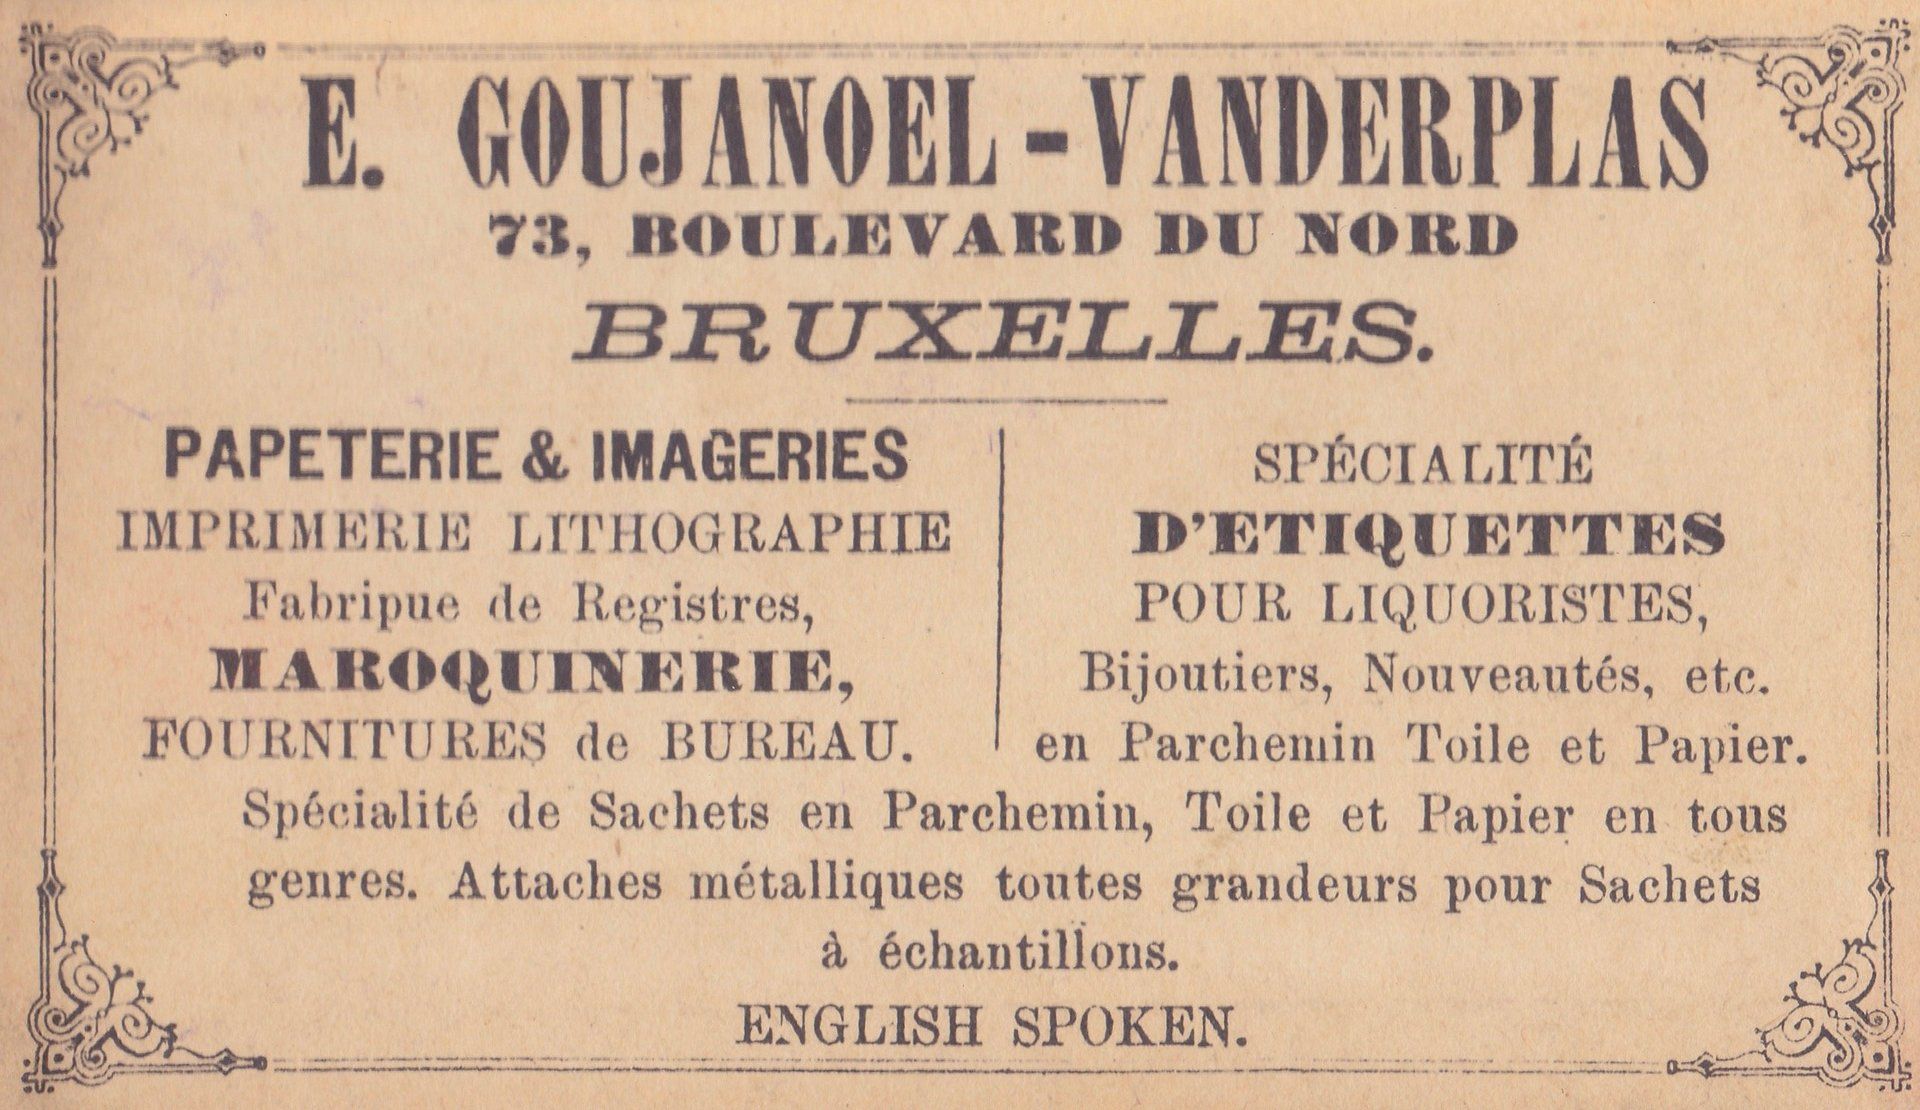 E. GOUJANOEL-VANDERPLAS
73, BOULEVARD DU NORD
BRUXELLES.
PAPETERIE & IMAGERIES
IMPRIMERIE LITHOGRAPHIE
Fabripue de Registres,
MAROQUINERIE,
FOURNITURES de BUREAU.
SPÉCIALITÉ
D'ETIQUETTES
POUR LIQUORISTES,
Bijoutiers, Nouveautés, etc.
en Parchemin Toile et Papier.
Spécialité de Sachets en Parchemin, Toile et Papier en tous
genres. Attaches métalliques toutes grandeurs pour Sachets
à échantillons.
ENGLISH SPOKEN.